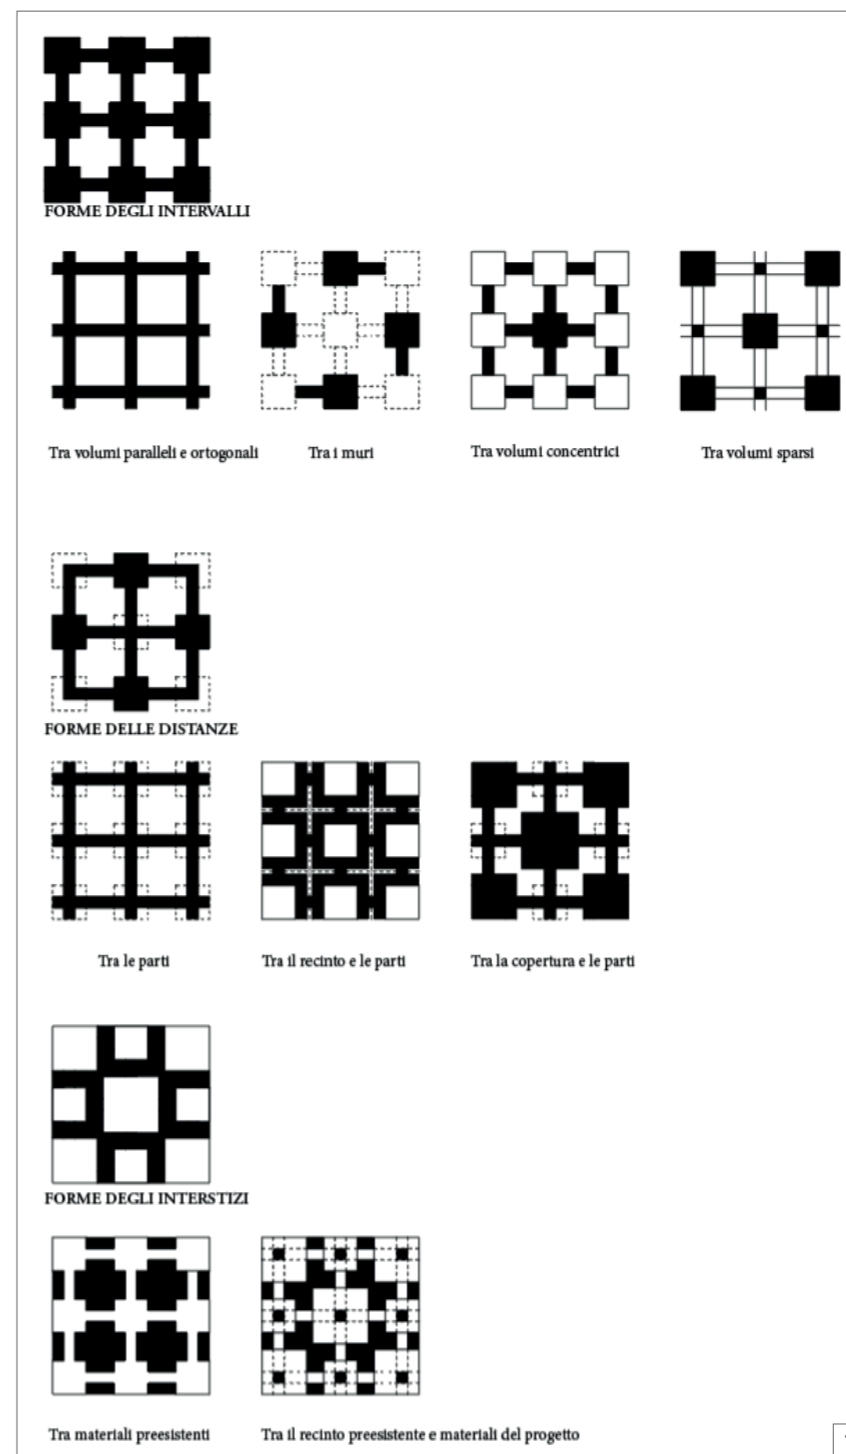 FORME DEGLI INTERVALLI
Tra volumi paralleli e ortogonali
Tra i muri
Tra volumi concentrici
Tra volumi sparsi
FORME DELLE DISTANZE
Tra le parti
Tra il recinto e le parti
Tra la copertura e le parti
FORME DEGLI INTERSTIZI
Tra materiali preesistenti
Tra il recinto preesistente e materiali del progetto